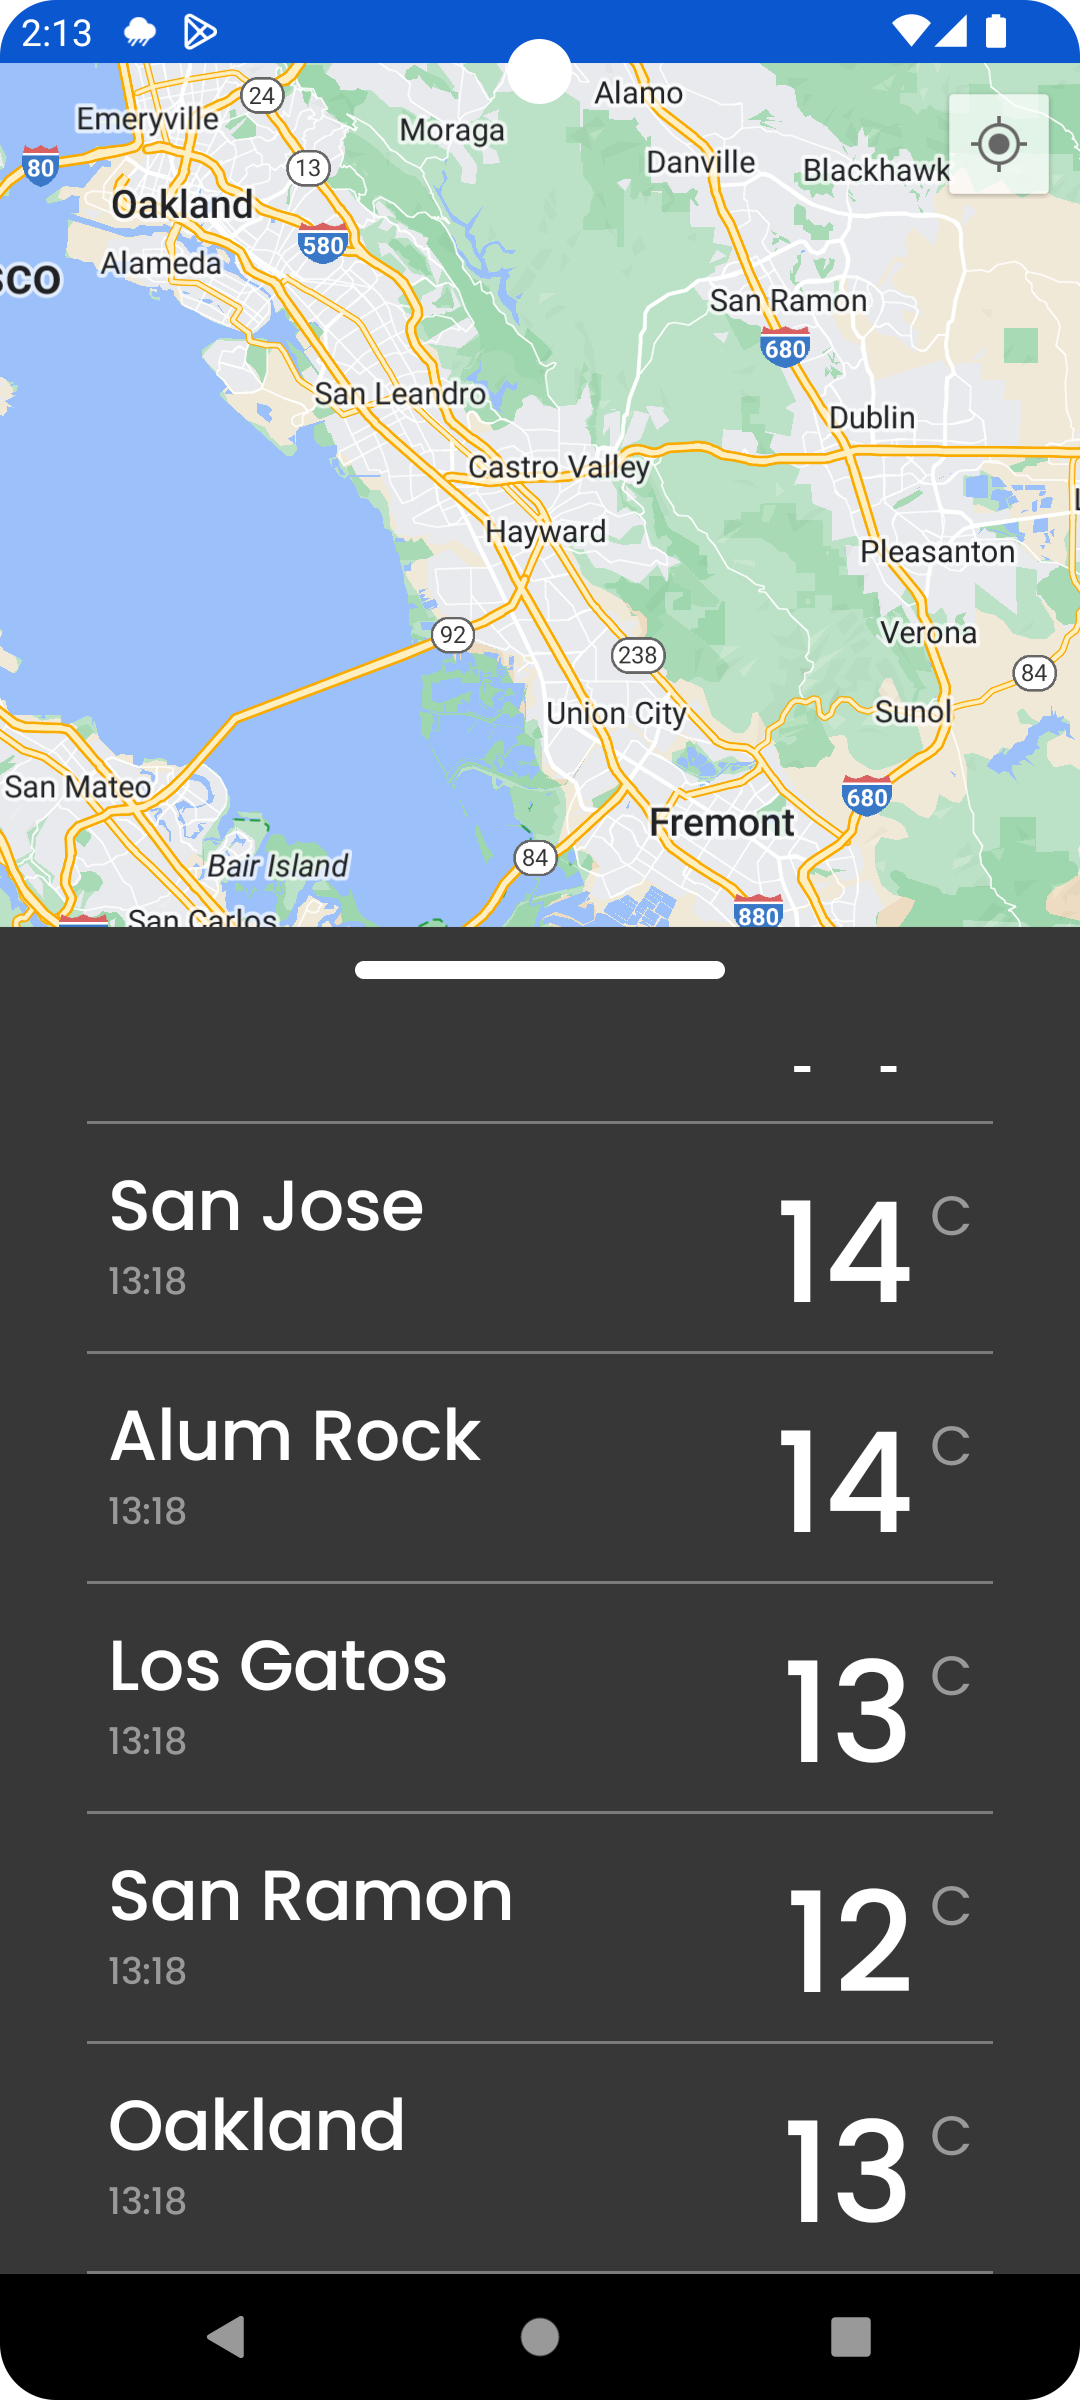 2:13
24
Alamo
Emeryville
Moraga
Danville
Blackhawk
80
13
Oakland
580
Alameda
sco
San Ramon
680
San Leandro
Dublin
Castro Valley
Hayward
Pleasanton
92
Verona
238
84
Union City
Sunol
San Mateo
680
Fremont
84
Bair Island
880
San Carlos
San Jose
14 C
13:18
Alum Rock
14 C
13:18
Los Gatos
13 C
13:18
San Ramon
12 C
13:18
Oakland
13 C
13:18